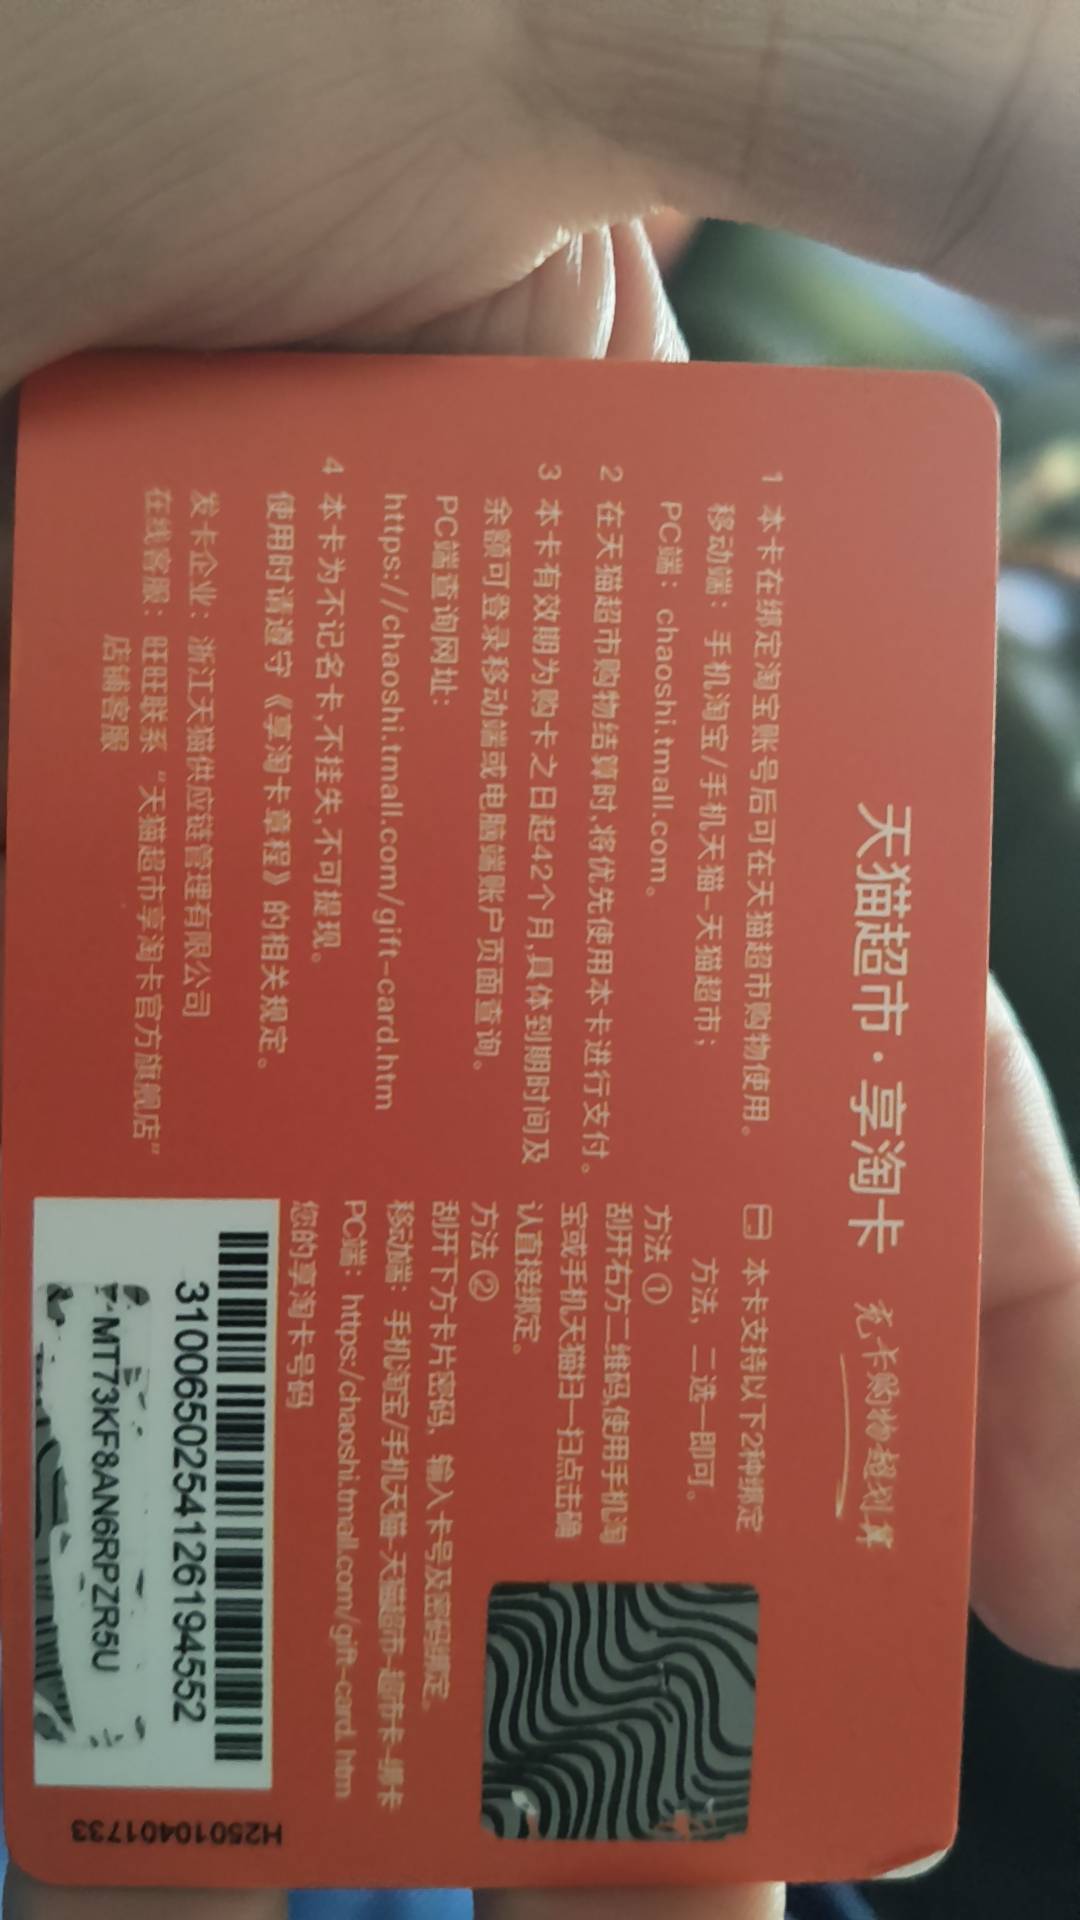 天猫超市·享淘卡 充卡购物超划算
1 本卡在绑定淘宝账号后可在天猫超市购物使用。
移动端：手机淘宝/手机天猫-天猫超市；
PC端：chaoshi.tmall.com。
2 在天猫超市购物结算时,将优先使用本卡进行支付。
3 本卡有效期为购卡之日起42个月,具体到期时间及
余额可登录移动端或电脑端账户页面查询。
PC端查询网址：
https://chaoshi.tmall.com/gift-card.htm
4 本卡为不记名卡,不挂失,不可提现。
使用时请遵守《享淘卡章程》的相关规定。
发卡企业：浙江天猫供应链管理有限公司
在线客服：旺旺联系“天猫超市享淘卡官方旗舰店”
店铺客服
本卡支持以下2种绑定
方法，二选一即可。
方法 ①
刮开右方二维码,使用手机淘
宝或手机天猫扫一扫点击确
认直接绑定。
方法 ②
刮开下方卡片密码，输入卡号及密码绑定。
移动端：手机淘宝/手机天猫-天猫超市-超市卡-绑卡
PC端：https:/chaoshi.tmall.com/gift-card.htm
您的享淘卡号码
3100650254126194552
MT73KF8AN6RPZR5U
H25010401733